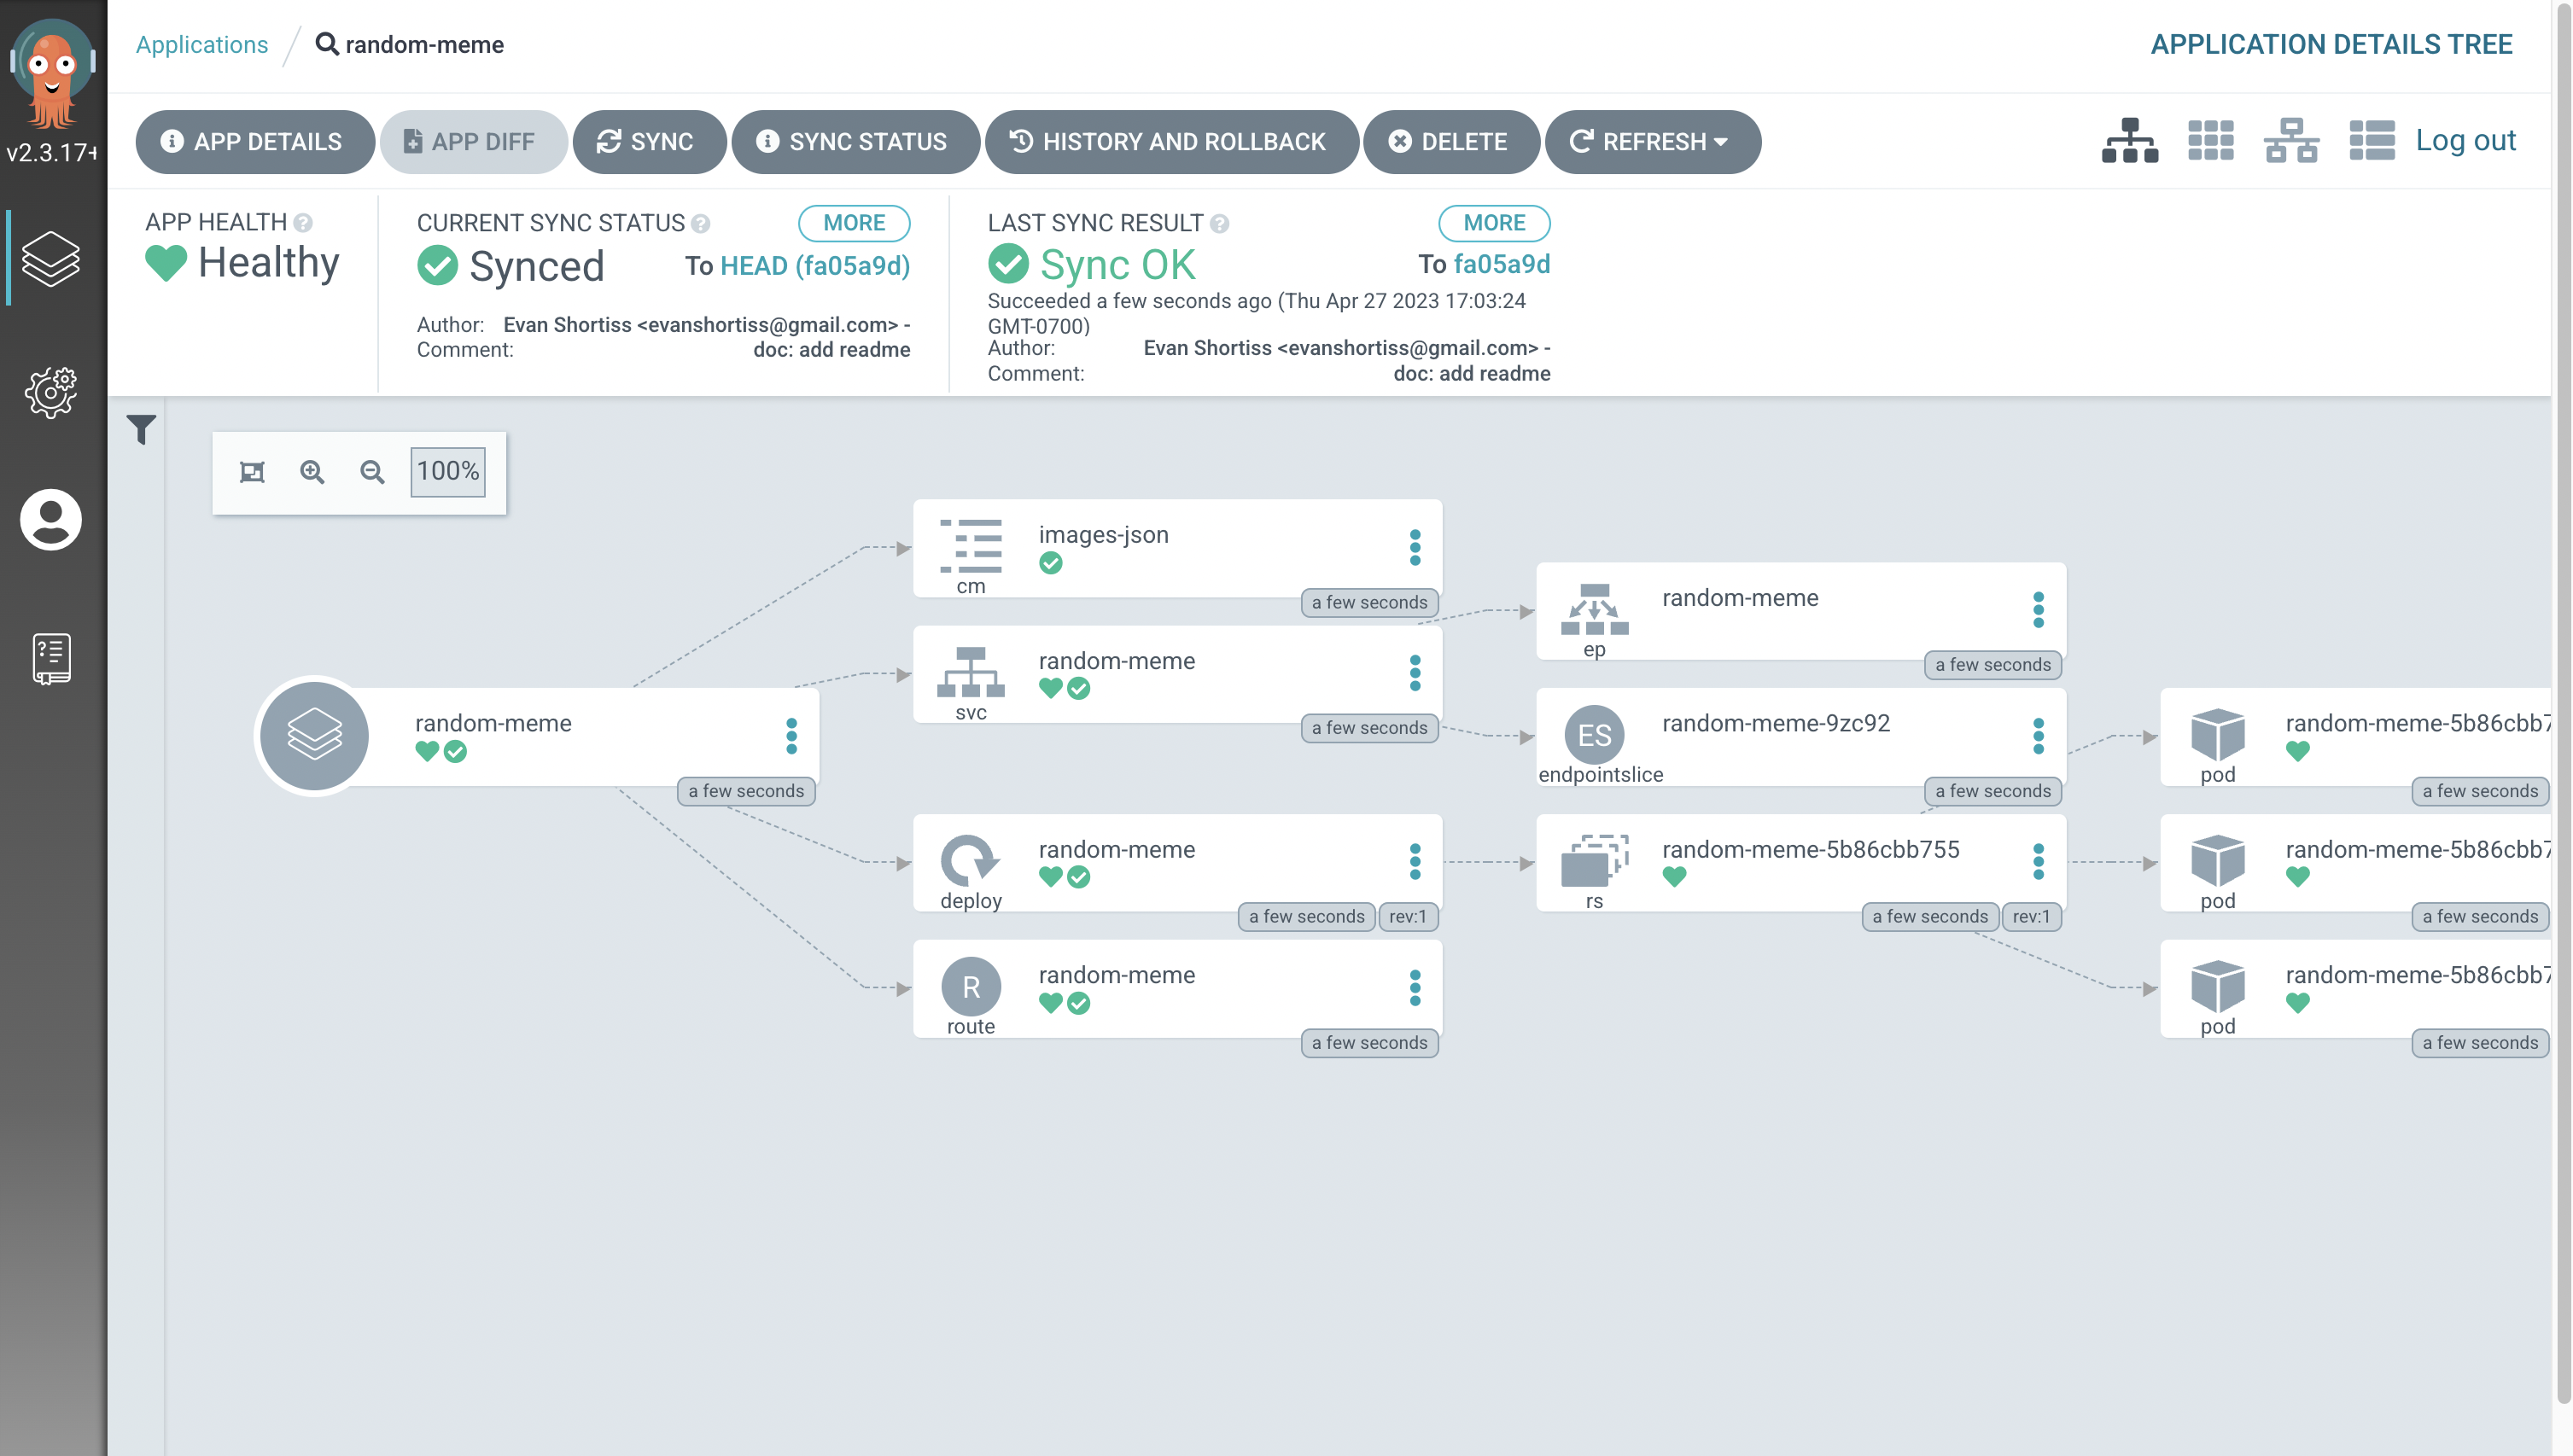 v2.3.17+
Applications / random-meme
APPLICATION DETAILS TREE
APP DETAILS
APP DIFF
SYNC
SYNC STATUS
HISTORY AND ROLLBACK
DELETE
REFRESH
Log out
APP HEALTH
Healthy
CURRENT SYNC STATUS
MORE
Synced
To HEAD (fa05a9d)
Author: Evan Shortiss <evanshortiss@gmail.com> -
Comment: doc: add readme
LAST SYNC RESULT
MORE
Sync OK
To fa05a9d
Succeeded a few seconds ago (Thu Apr 27 2023 17:03:24
GMT-0700)
Author: Evan Shortiss <evanshortiss@gmail.com> -
Comment: doc: add readme
100%
random-meme
a few seconds
images-json
cm
a few seconds
random-meme
svc
a few seconds
random-meme
deploy
a few seconds
rev:1
R
random-meme
route
a few seconds
random-meme
ep
a few seconds
ES
random-meme-9zc92
endpointslice
a few seconds
random-meme-5b86cbb755
rs
a few seconds
rev:1
random-meme-5b86cbb7
pod
a few seconds
random-meme-5b86cbb7
pod
a few seconds
random-meme-5b86cbb7
pod
a few seconds